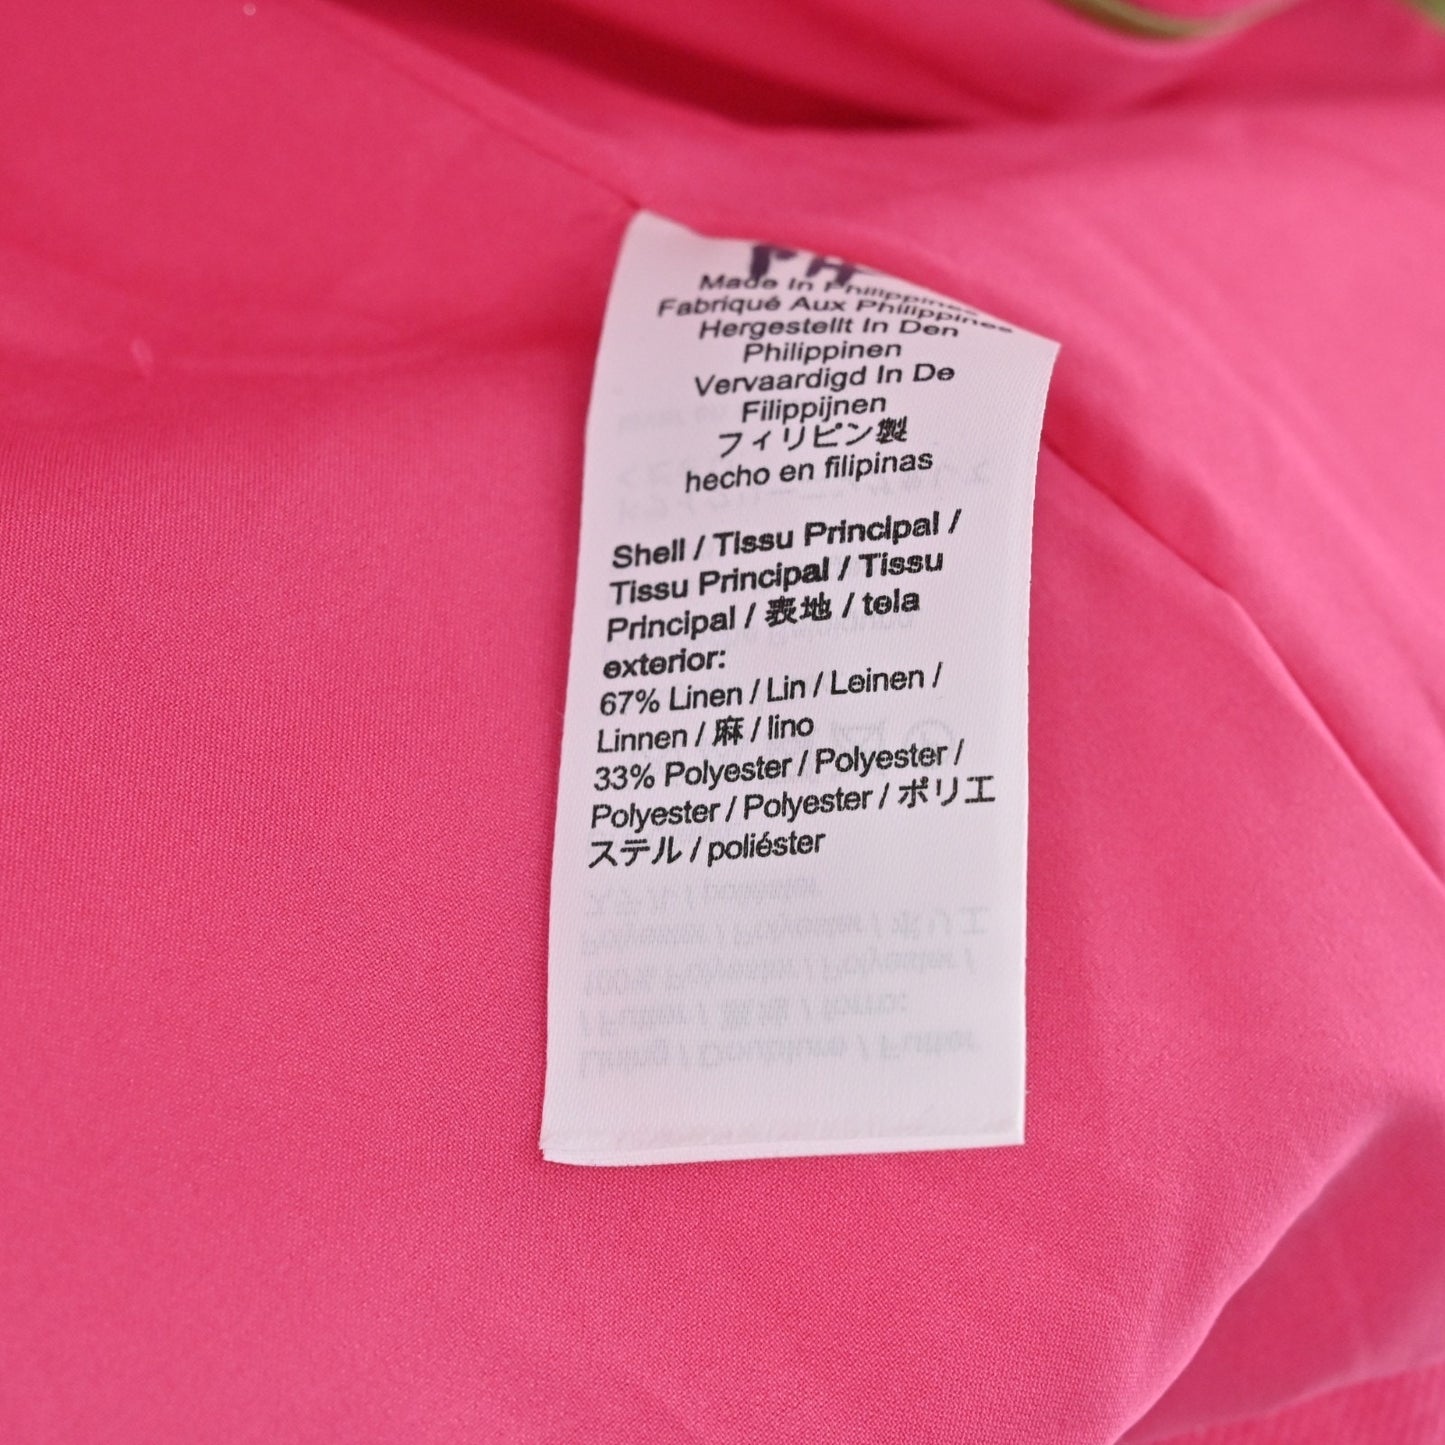 PH
Made In Philippines
Fabriqué Aux Philippines
Hergestellt In Den
Philippinen
Vervaardigd In De
Filippijnen
フィリピン製
hecho en filipinas
Shell / Tissu Principal /
Tissu Principal / Tissu
Principal / 表地 / tela
exterior:
67% Linen / Lin / Leinen /
Linnen / 麻 / lino
33% Polyester / Polyester /
Polyester / Polyester / ポリエ
ステル / poliéster